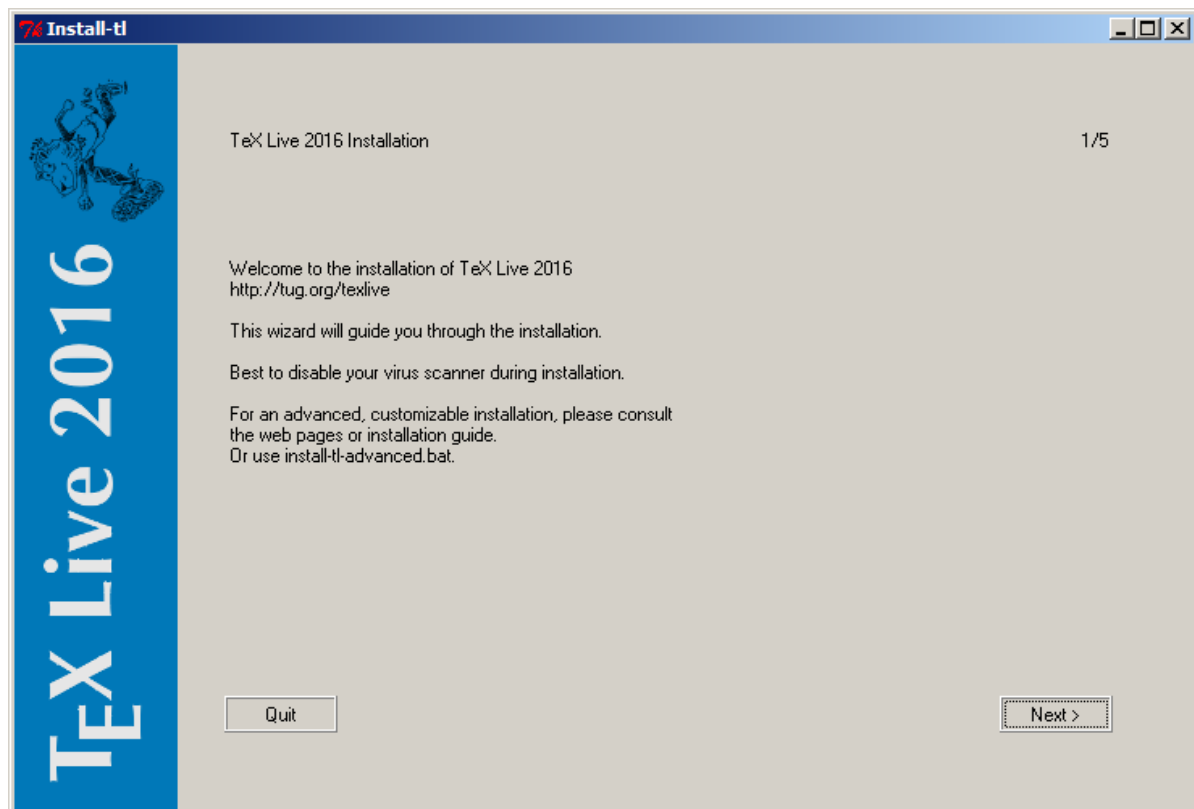 Install-tl
TeX Live 2016 Installation
1/5
Welcome to the installation of TeX Live 2016
http://tug.org/texlive
This wizard will guide you through the installation.
Best to disable your virus scanner during installation.
For an advanced, customizable installation, please consult
the web pages or installation guide.
Or use install-tl-advanced.bat.
Quit
Next >
TEX Live 2016